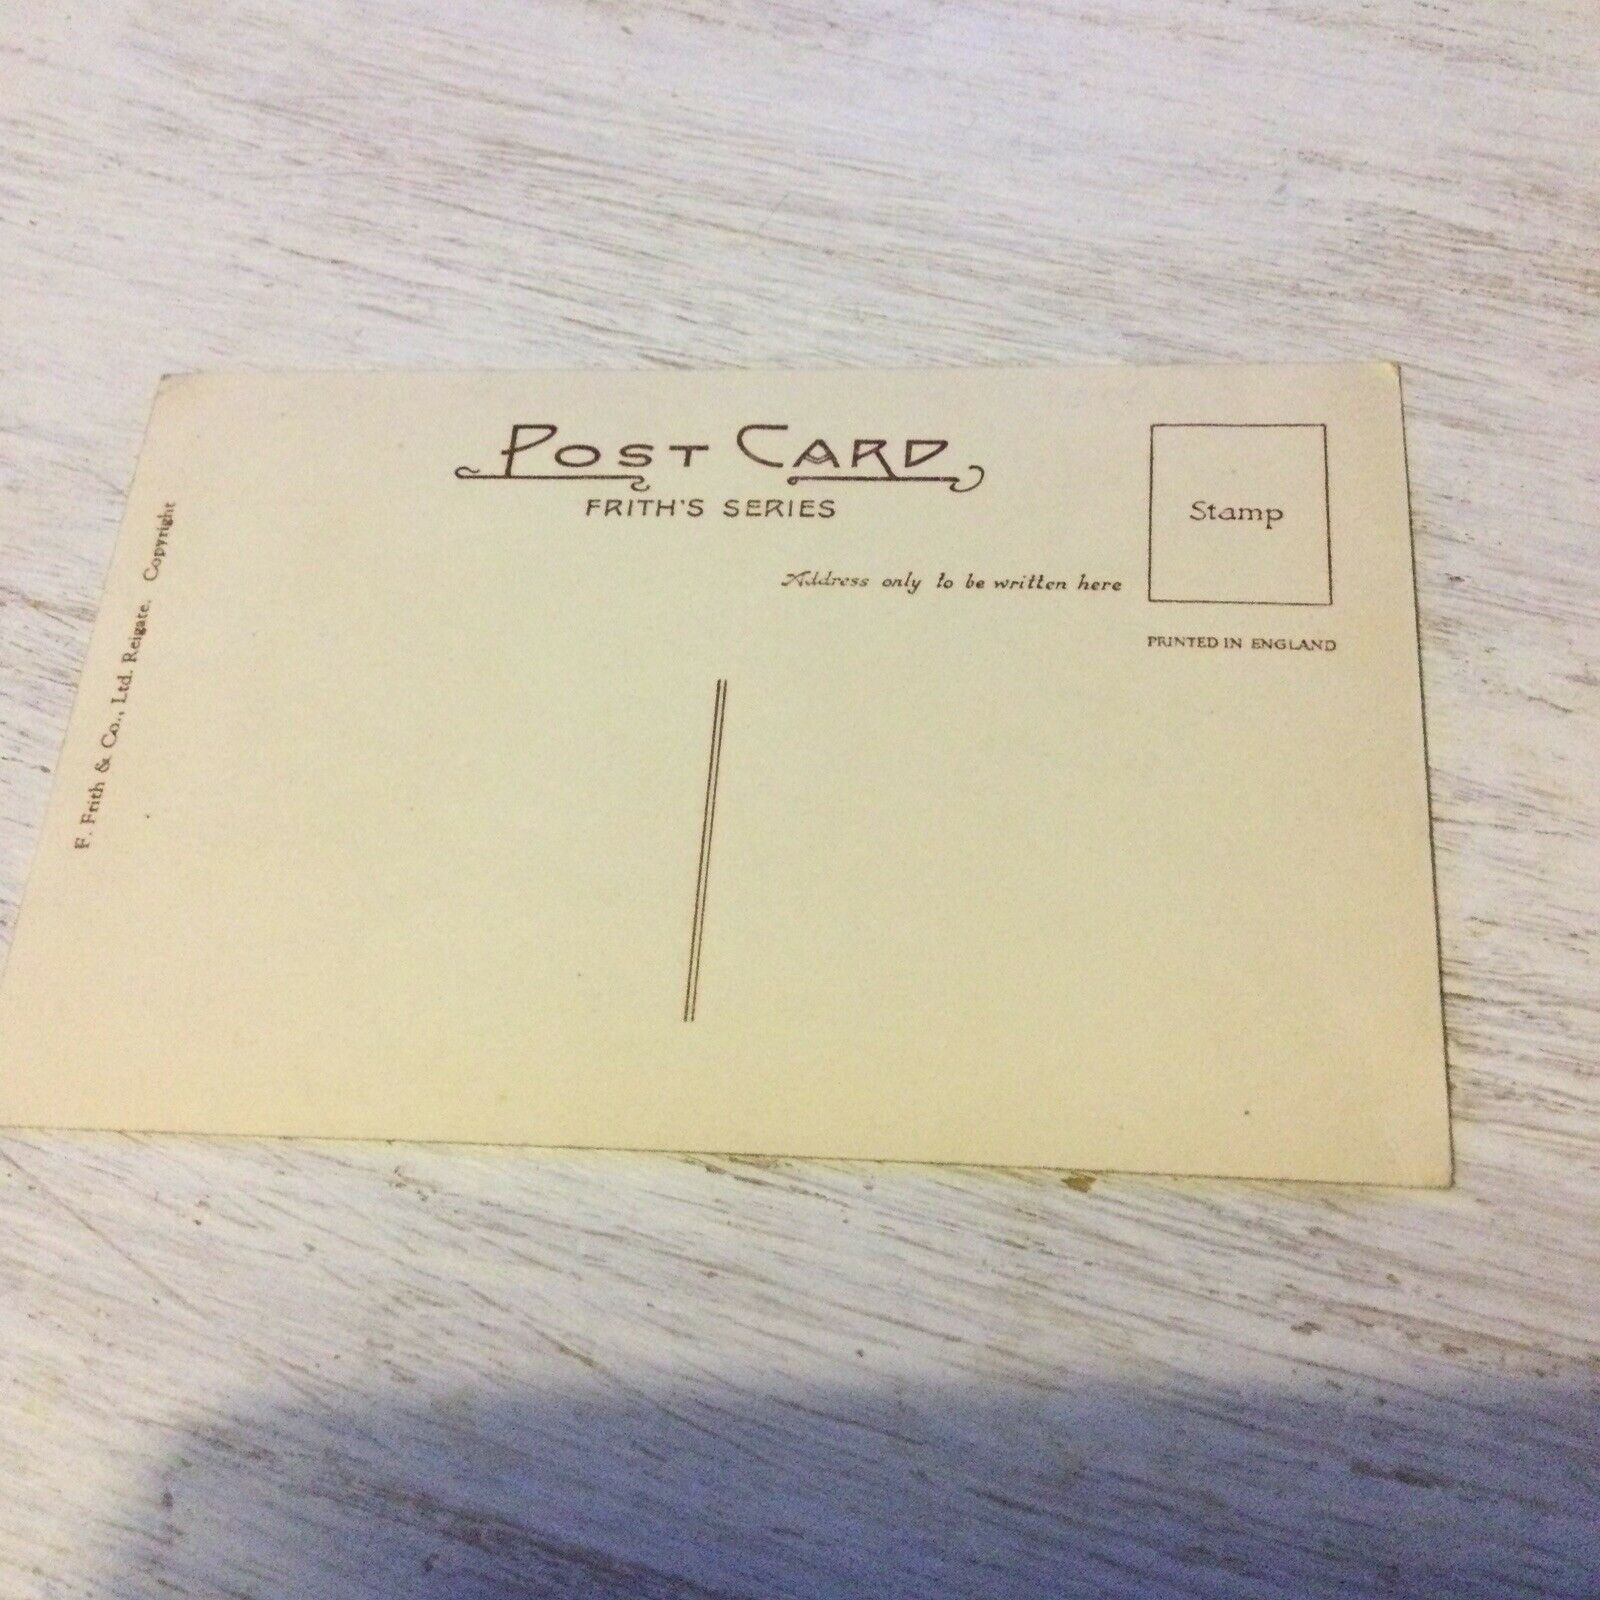 POST CARD
FRITH'S SERIES
Stamp
Address only to be written here
PRINTED IN ENGLAND
F. Frith & Co., Ltd. Reigate. Copyright